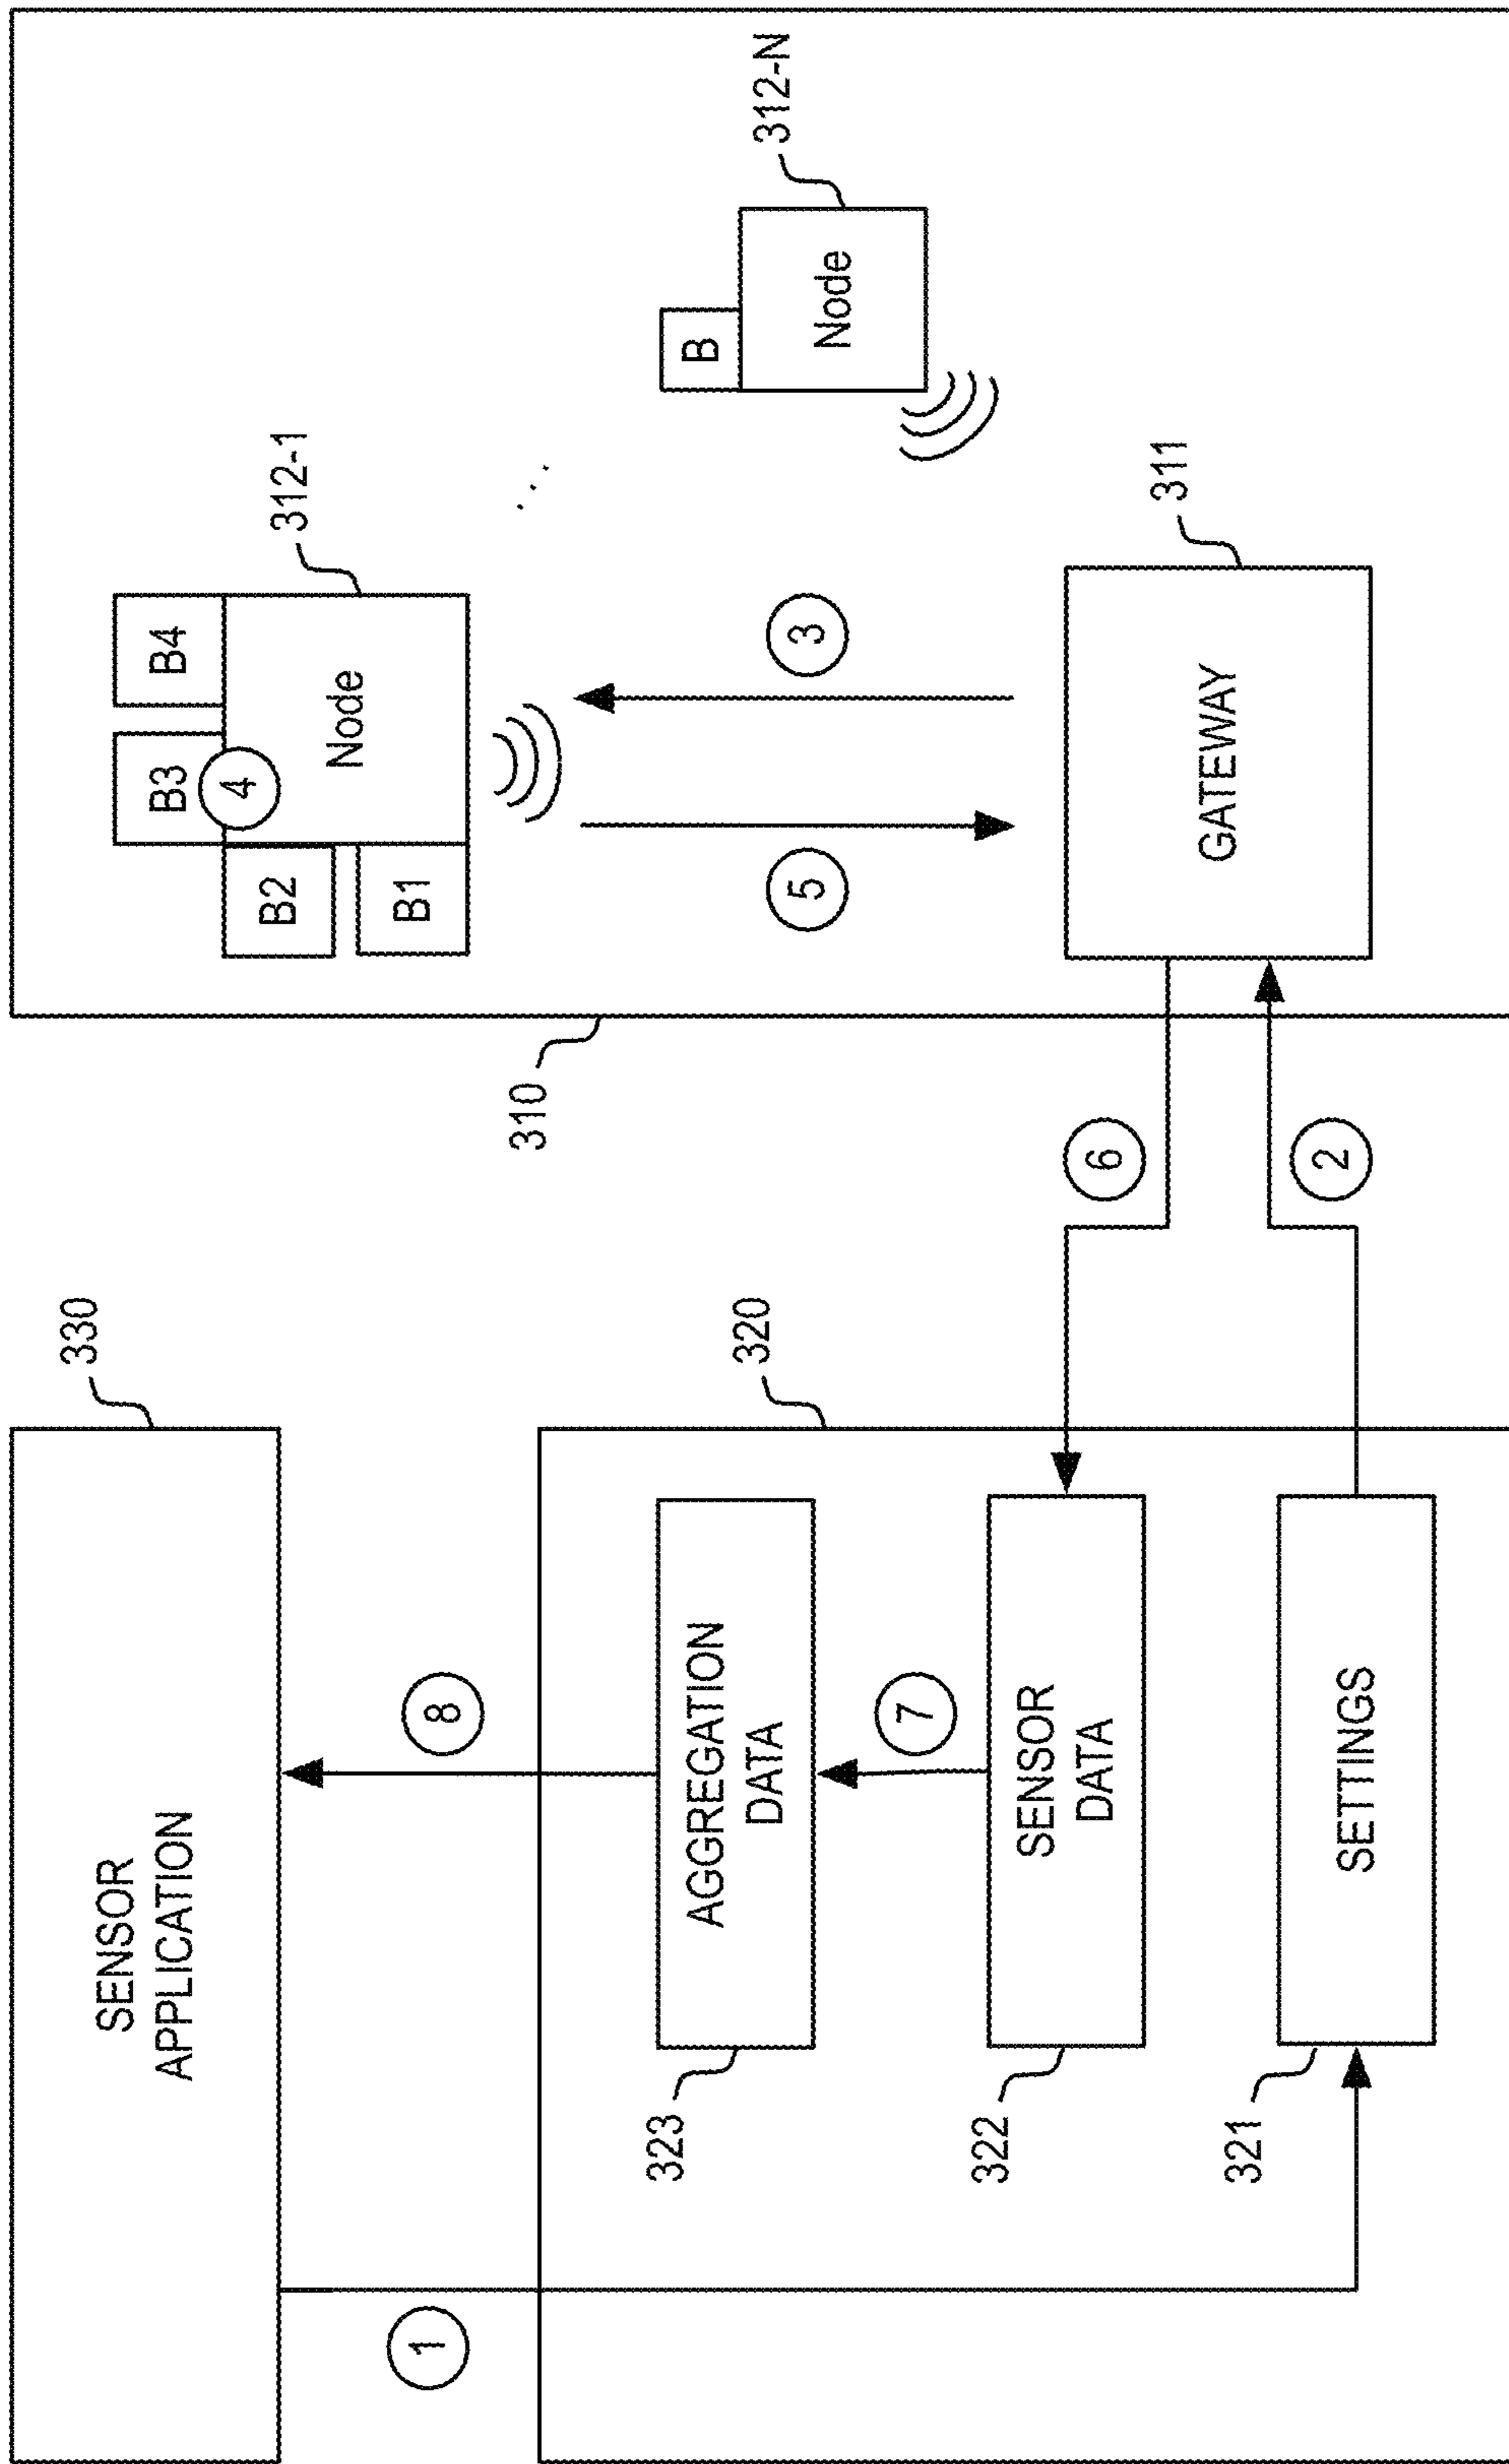 330
SENSOR
APPLICATION
1
8
320
323
AGGREGATION
DATA
7
322
SENSOR
DATA
321
SETTINGS
6
2
310
B2
B1
B3
B4
4
Node
312-1
. . .
B
Node
312-N
5
3
GATEWAY
311